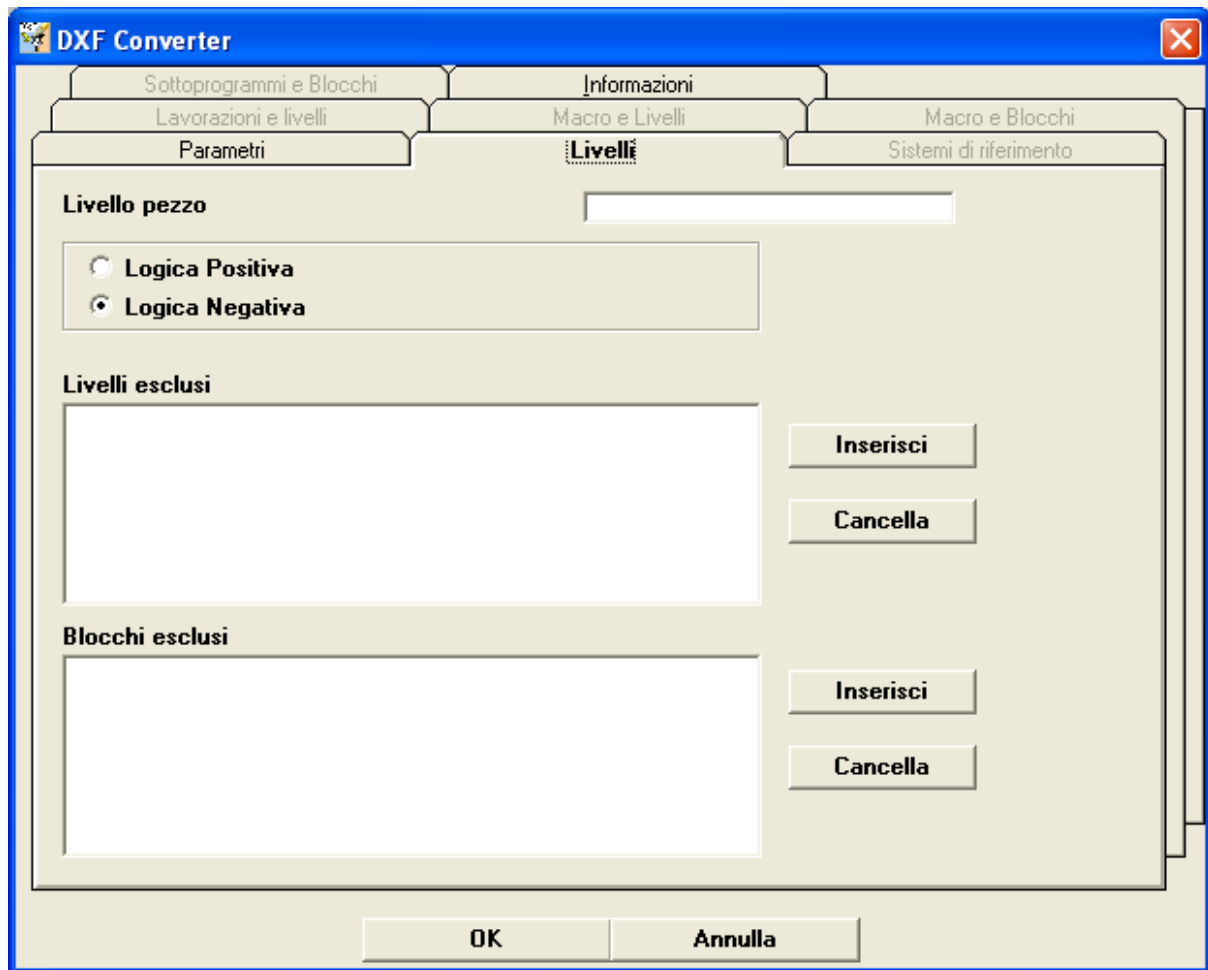 DXF Converter
Sottoprogrammi e Blocchi Informazioni
Lavorazioni e livelli Macro e Livelli Macro e Blocchi
Parametri Livelli Sistemi di riferimento
Livello pezzo
Logica Positiva
Logica Negativa
Livelli esclusi
Inserisci
Cancella
Blocchi esclusi
Inserisci
Cancella
OK Annulla